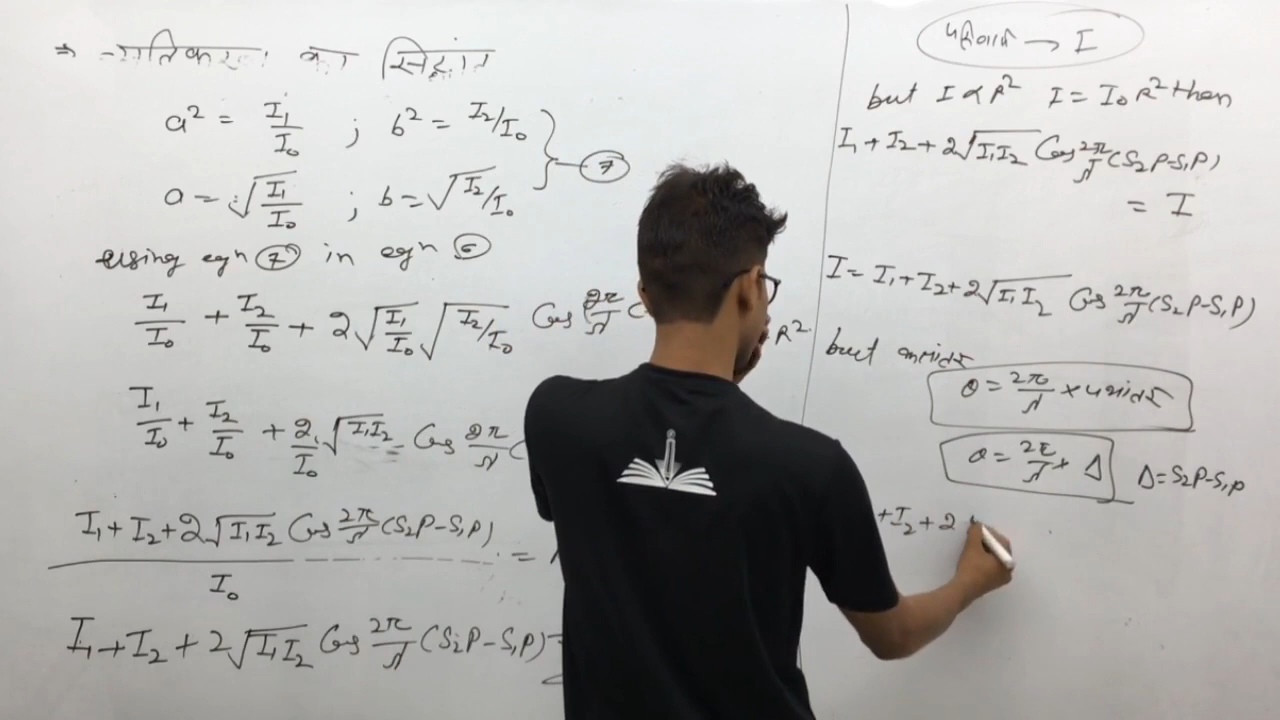 ⇒ व्यतिकरण का सिद्धांत
a² = I₁/I₀ ; b² = I₂/I₀ } — ⑦
a = √(I₁/I₀) ; b = √I₂/I₀
using eqn ⑦ in eqn ⑥
I₁/I₀ + I₂/I₀ + 2√(I₁/I₀) √(I₂/I₀) Cos 2π/λ (
R²
I₁/I₀ + I₂/I₀ + 2/I₀ √I₁I₂ Cos 2π/λ (
(I₁ + I₂ + 2√I₁I₂ Cos 2π/λ (S₂P - S₁P)) / I₀ =
I₁ + I₂ + 2√I₁I₂ Cos 2π/λ (S₂P - S₁P) =
→ I
but I ∝ R² I = I₀ R² then
I₁ + I₂ + 2√I₁I₂ Cos 2π/λ (S₂P - S₁P)
= I
I = I₁ + I₂ + 2√I₁I₂ Cos 2π/λ (S₂P - S₁P)
but कलांतर
Ø = 2π/λ × पथांतर
Ø = 2π/λ × Δ Δ = S₂P - S₁P
+ I₂ + 2